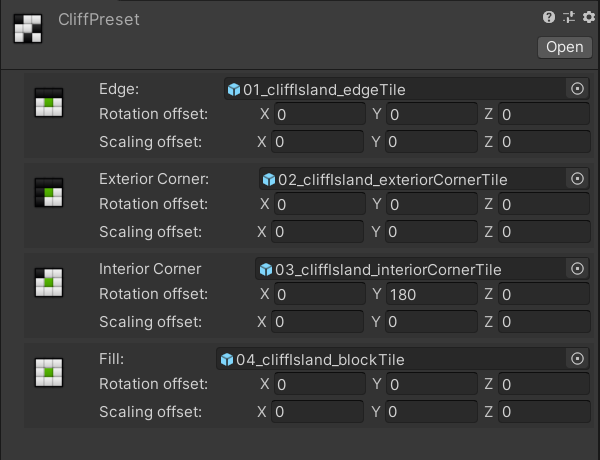 CliffPreset
Open
Edge: 01_cliffIsland_edgeTile
Rotation offset: X 0 Y 0 Z 0
Scaling offset: X 0 Y 0 Z 0
Exterior Corner: 02_cliffIsland_exteriorCornerTile
Rotation offset: X 0 Y 0 Z 0
Scaling offset: X 0 Y 0 Z 0
Interior Corner 03_cliffIsland_interiorCornerTile
Rotation offset: X 0 Y 180 Z 0
Scaling offset: X 0 Y 0 Z 0
Fill: 04_cliffIsland_blockTile
Rotation offset: X 0 Y 0 Z 0
Scaling offset: X 0 Y 0 Z 0